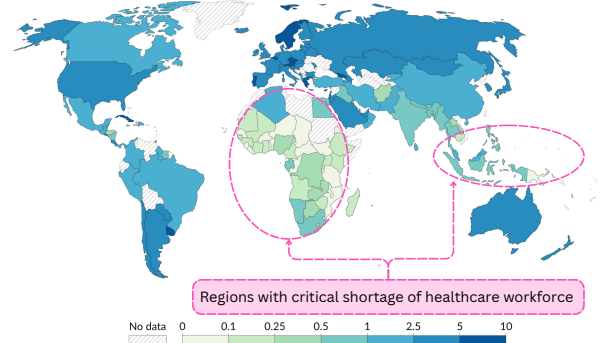 Regions with critical shortage of healthcare workforce
No data 0 0.1 0.25 0.5 1 2.5 5 10